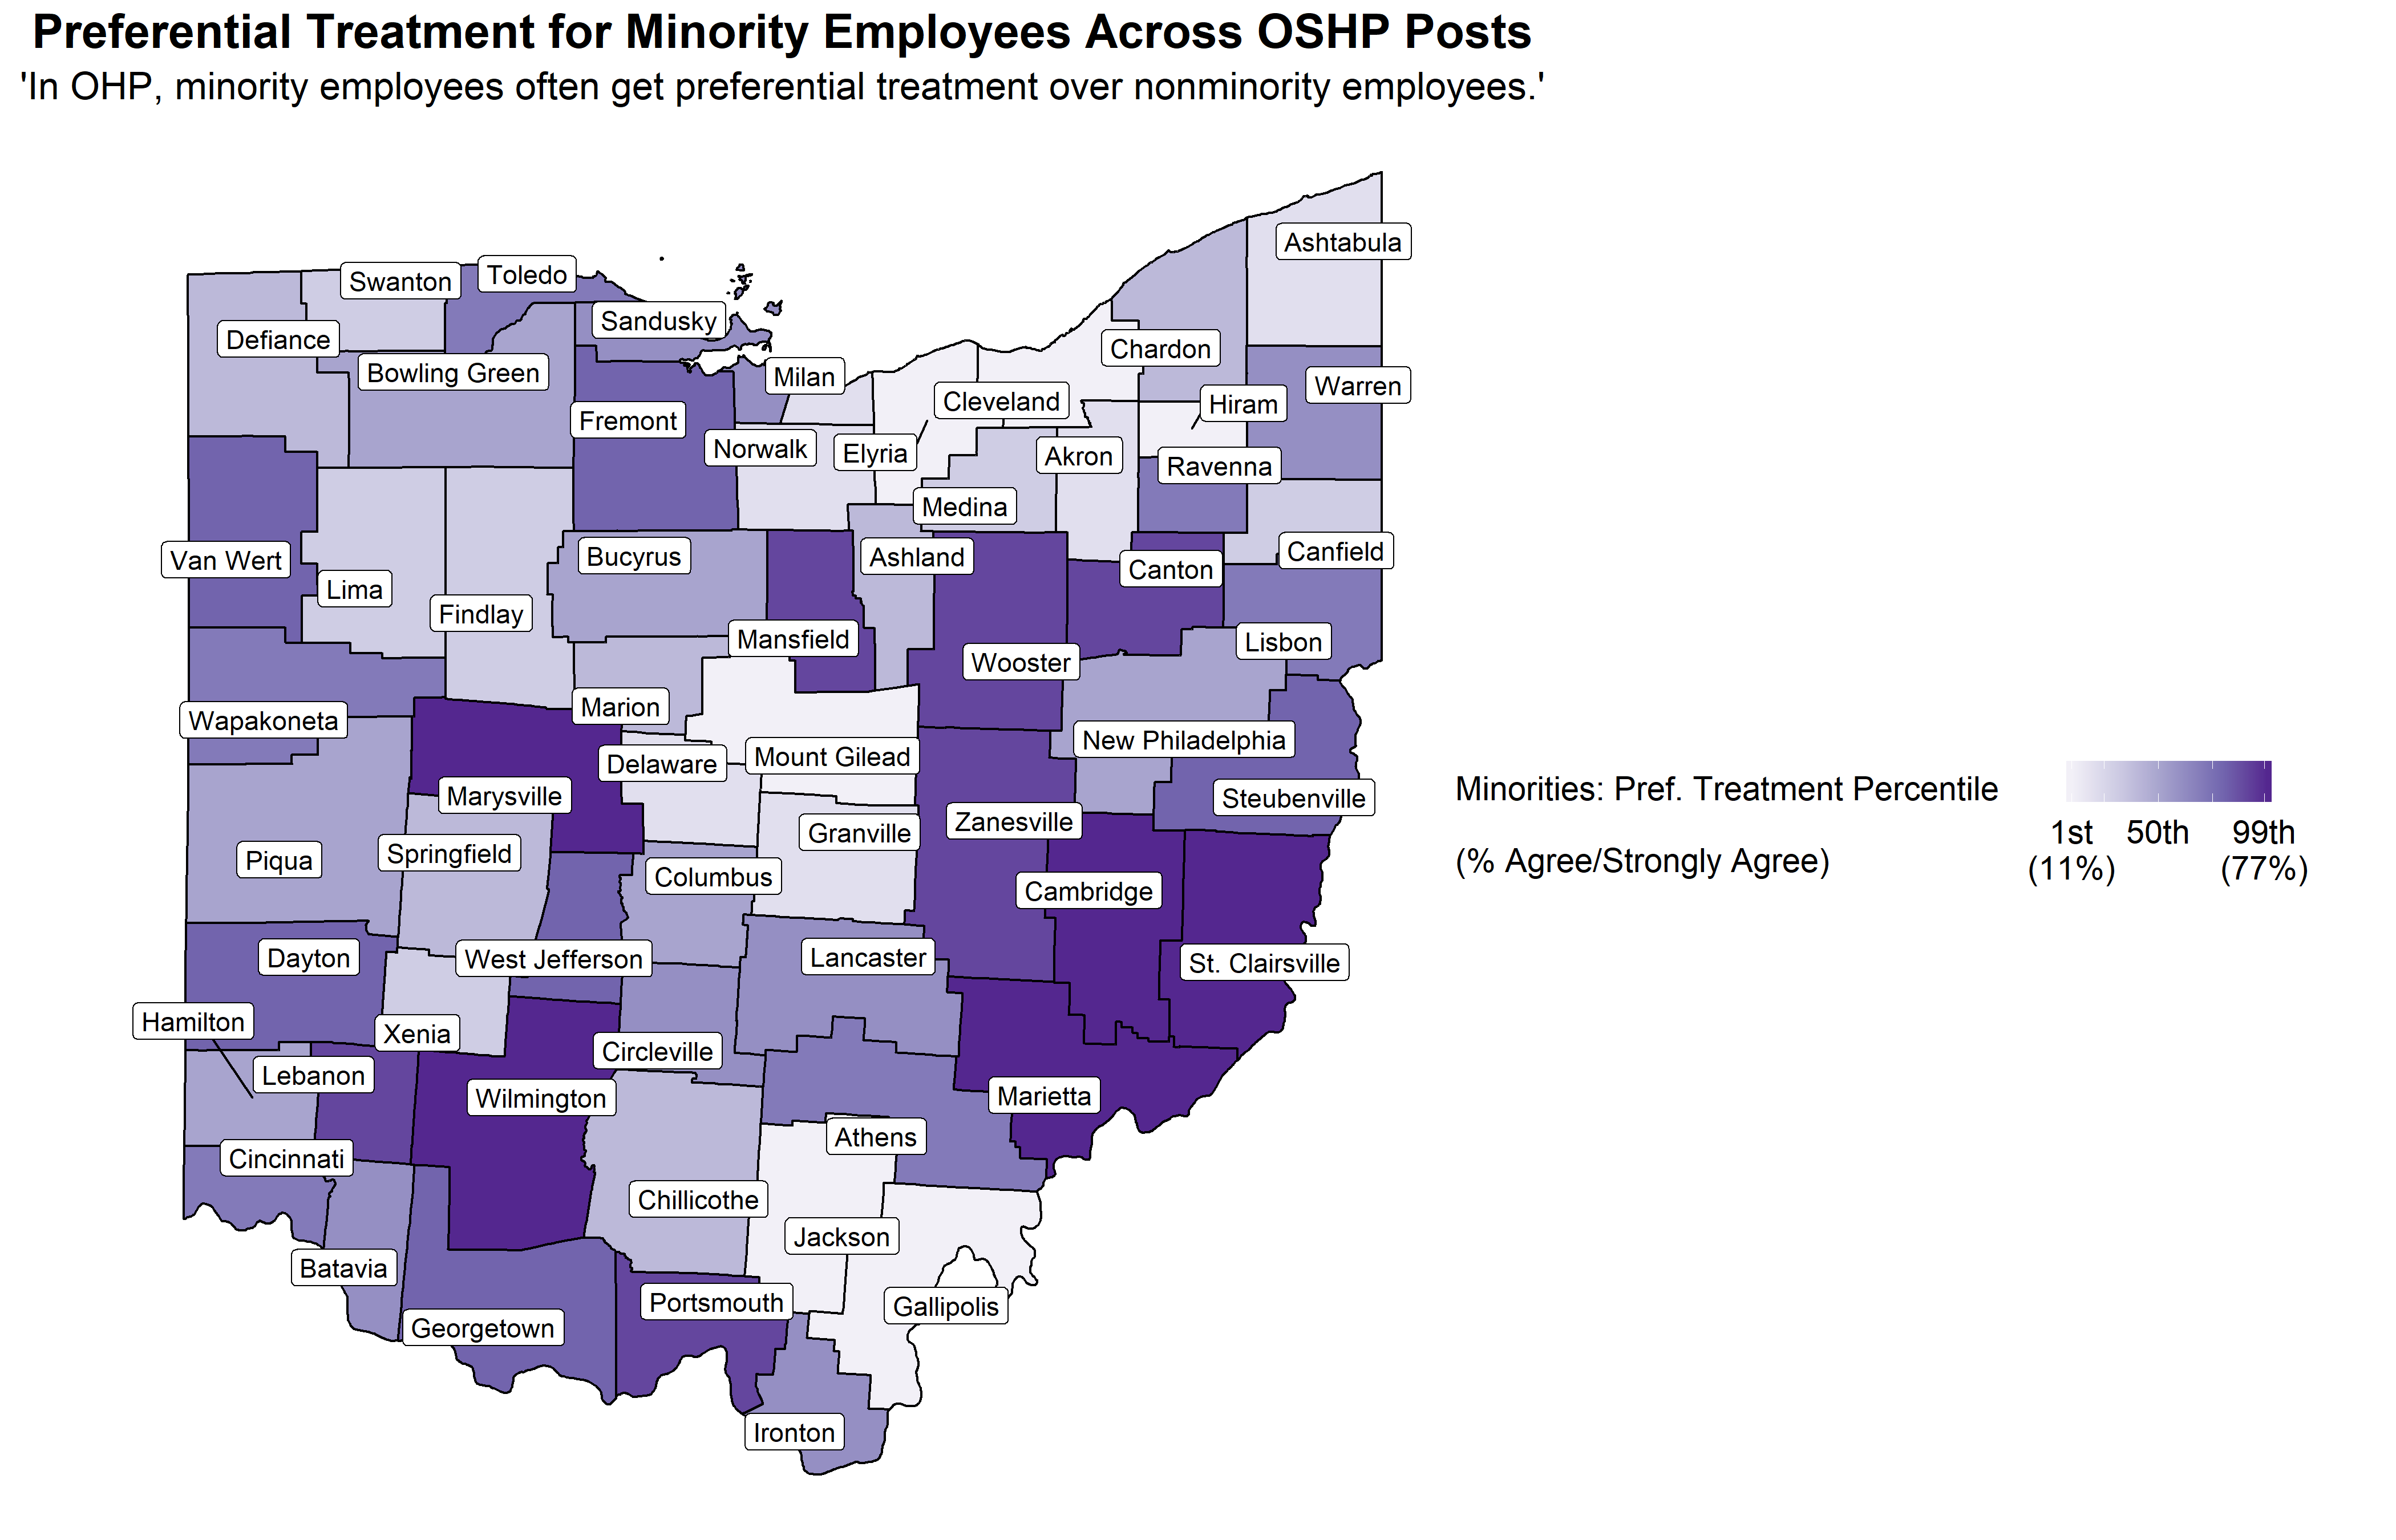 Preferential Treatment for Minority Employees Across OSHP Posts
'In OHP, minority employees often get preferential treatment over nonminority employees.'
Ashtabula
Swanton
Toledo
Sandusky
Defiance
Chardon
Bowling Green
Milan
Warren
Cleveland
Hiram
Fremont
Norwalk
Elyria
Akron
Ravenna
Medina
Van Wert
Bucyrus
Ashland
Canfield
Canton
Lima
Findlay
Mansfield
Lisbon
Wooster
Marion
Wapakoneta
New Philadelphia
Delaware
Mount Gilead
Marysville
Steubenville
Zanesville
Granville
Springfield
Piqua
Columbus
Cambridge
Dayton
West Jefferson
Lancaster
St. Clairsville
Hamilton
Xenia
Circleville
Lebanon
Wilmington
Marietta
Athens
Cincinnati
Chillicothe
Jackson
Batavia
Portsmouth
Gallipolis
Georgetown
Ironton
Minorities: Pref. Treatment Percentile
(% Agree/Strongly Agree)
1st 50th 99th
(11%) (77%)